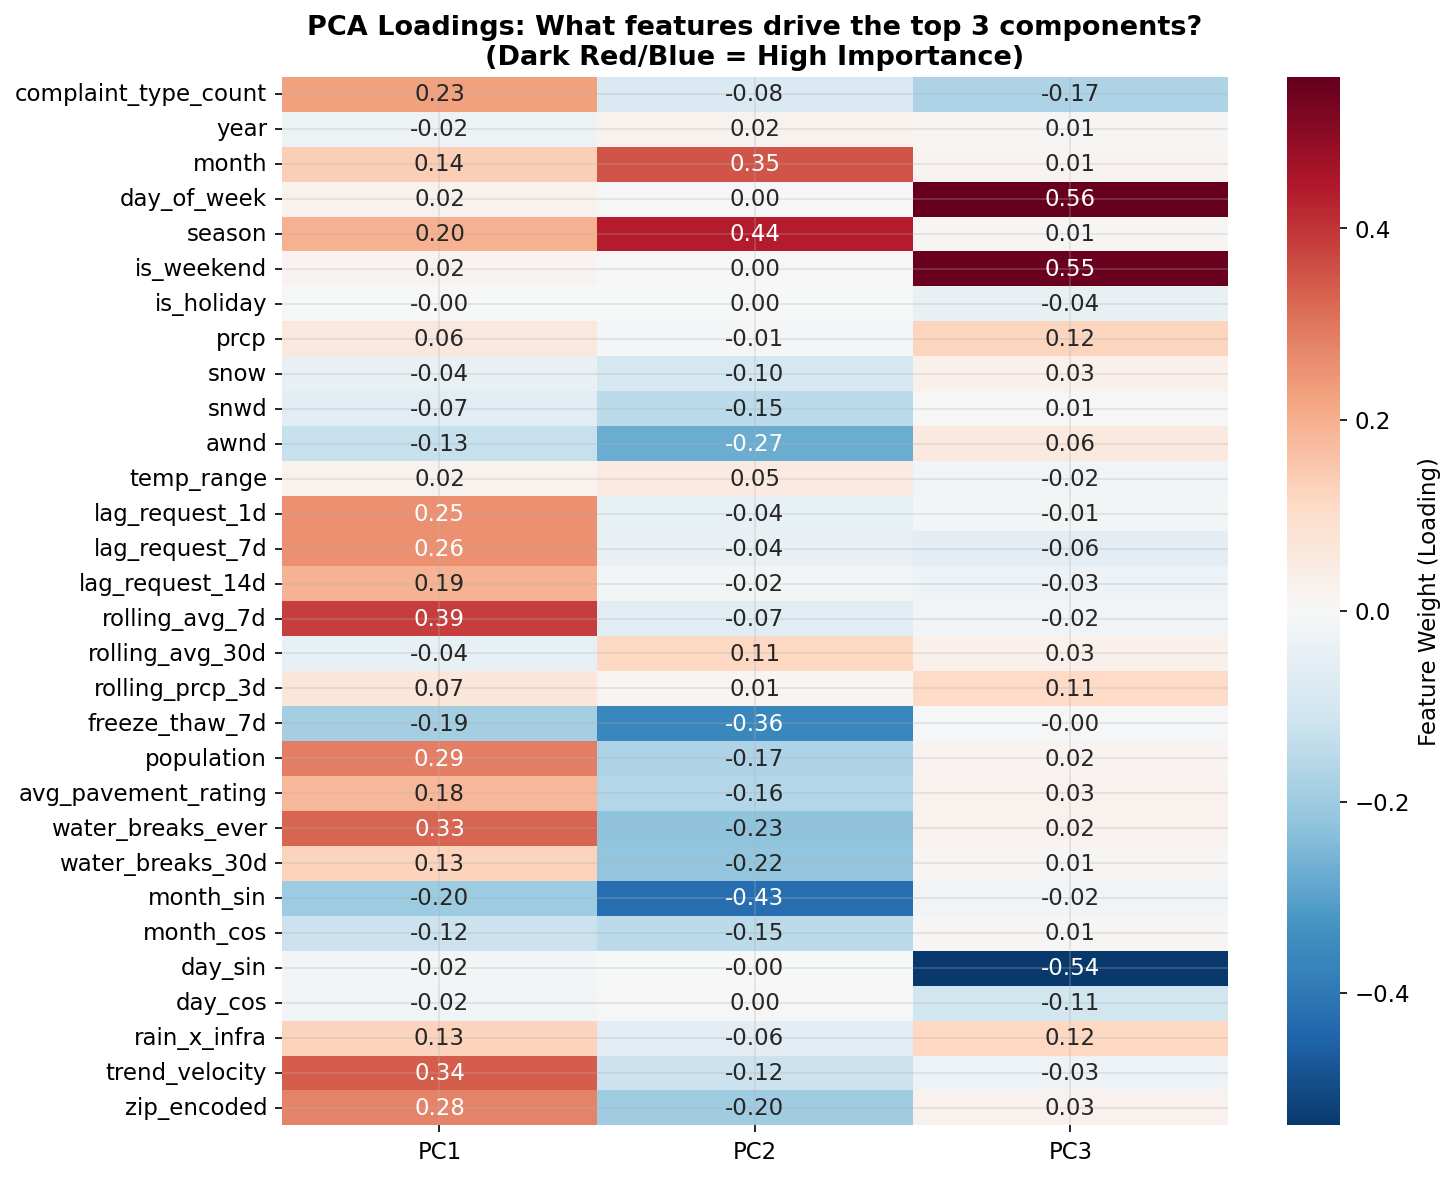 PCA Loadings: What features drive the top 3 components?
(Dark Red/Blue = High Importance)
complaint_type_count 0.23 -0.08 -0.17
year -0.02 0.02 0.01
month 0.14 0.35 0.01
day_of_week 0.02 0.00 0.56
season 0.20 0.44 0.01
is_weekend 0.02 0.00 0.55
is_holiday -0.00 0.00 -0.04
prcp 0.06 -0.01 0.12
snow -0.04 -0.10 0.03
snwd -0.07 -0.15 0.01
awnd -0.13 -0.27 0.06
temp_range 0.02 0.05 -0.02
lag_request_1d 0.25 -0.04 -0.01
lag_request_7d 0.26 -0.04 -0.06
lag_request_14d 0.19 -0.02 -0.03
rolling_avg_7d 0.39 -0.07 -0.02
rolling_avg_30d -0.04 0.11 0.03
rolling_prcp_3d 0.07 0.01 0.11
freeze_thaw_7d -0.19 -0.36 -0.00
population 0.29 -0.17 0.02
avg_pavement_rating 0.18 -0.16 0.03
water_breaks_ever 0.33 -0.23 0.02
water_breaks_30d 0.13 -0.22 0.01
month_sin -0.20 -0.43 -0.02
month_cos -0.12 -0.15 0.01
day_sin -0.02 -0.00 -0.54
day_cos -0.02 0.00 -0.11
rain_x_infra 0.13 -0.06 0.12
trend_velocity 0.34 -0.12 -0.03
zip_encoded 0.28 -0.20 0.03
PC1 PC2 PC3
0.4
0.2
0.0
−0.2
−0.4
Feature Weight (Loading)